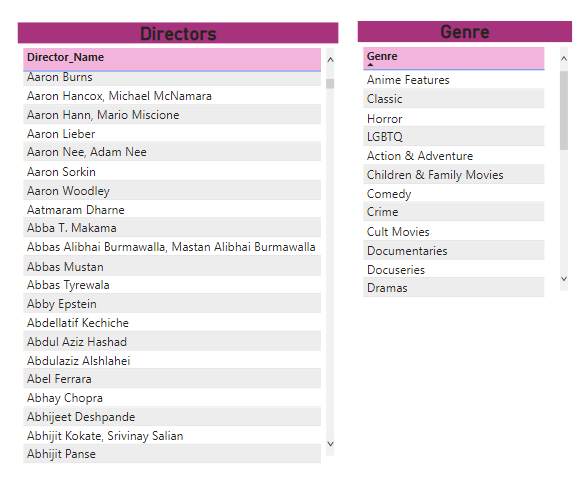 Directors
Director_Name
Aaron Burns
Aaron Hancox, Michael McNamara
Aaron Hann, Mario Miscione
Aaron Lieber
Aaron Nee, Adam Nee
Aaron Sorkin
Aaron Woodley
Aatmaram Dharne
Abba T. Makama
Abbas Alibhai Burmawalla, Mastan Alibhai Burmawalla
Abbas Mustan
Abbas Tyrewala
Abby Epstein
Abdellatif Kechiche
Abdul Aziz Hashad
Abdulaziz Alshlahei
Abel Ferrara
Abhay Chopra
Abhijeet Deshpande
Abhijit Kokate, Srivinay Salian
Abhijit Panse
Genre
Genre
Anime Features
Classic
Horror
LGBTQ
Action & Adventure
Children & Family Movies
Comedy
Crime
Cult Movies
Documentaries
Docuseries
Dramas